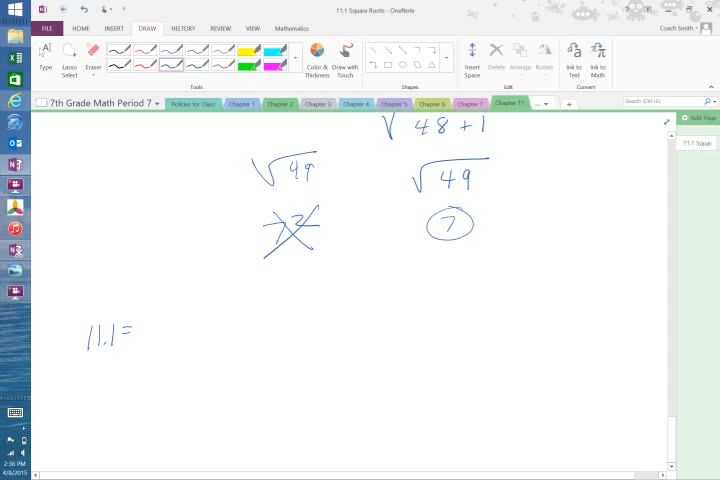 11.1 Square Roots - OneNote
FILE HOME INSERT DRAW HISTORY REVIEW VIEW Mathematics Coach Smith
Type Lasso Select Eraser Color & Thickness Draw with Touch Insert Space Delete Arrange Rotate Ink to Text Ink to Math
Tools Shapes Edit Convert
7th Grade Math Period 7 Policies for Class Chapter 1 Chapter 2 Chapter 3 Chapter 4 Chapter 5 Chapter 6 Chapter 7 Chapter 11 ... + Search (Ctrl+E)
Add Page
11.1 Squar
√48+1
√49 √49
7
11.1=
2:36 PM
4/8/2015